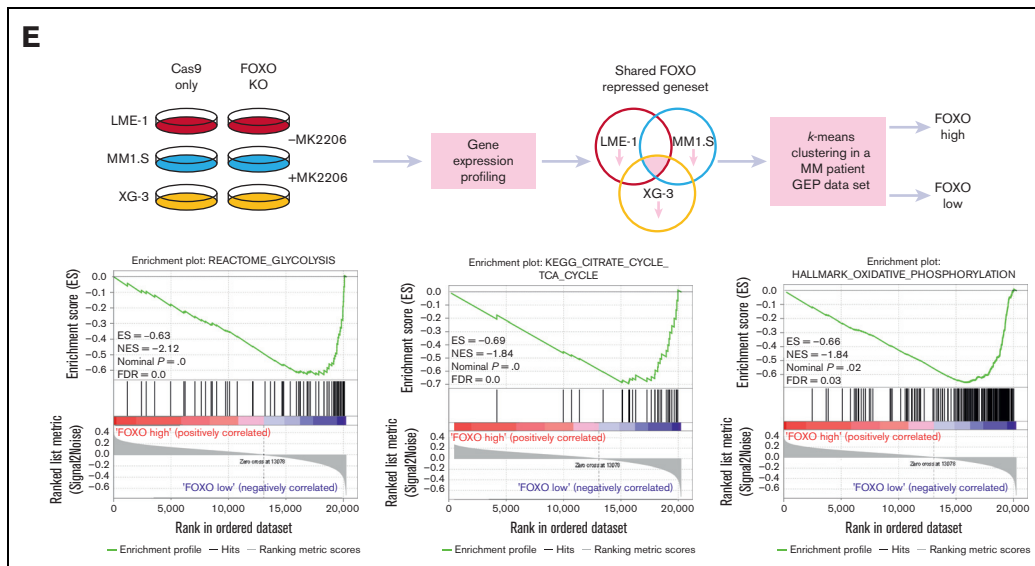 E
Cas9
only
FOXO
KO
LME-1
MM1.S
XG-3
–MK2206
+MK2206
Gene
expression
profiling
Shared FOXO
repressed geneset
LME-1
MM1.S
XG-3
k-means
clustering in a
MM patient
GEP data set
FOXO
high
FOXO
low
Enrichment plot: REACTOME_GLYCOLYSIS
Enrichment score (ES)
0.0
–0.1
–0.2
–0.3
–0.4
–0.5
–0.6
ES = –0.63
NES = –2.12
Nominal P = .0
FDR = 0.0
Ranked list metric
(Signal2Noise)
0.4
0.2
0.0
–0.2
–0.4
–0.6
'FOXO high' (positively correlated)
Zero cross at 13078
'FOXO low' (negatively correlated)
0
5,000
10,000
15,000
20,000
Rank in ordered dataset
Enrichment profile
Hits
Ranking metric scores
Enrichment plot: KEGG_CITRATE_CYCLE_
TCA_CYCLE
Enrichment score (ES)
0.0
–0.1
–0.2
–0.3
–0.4
–0.5
–0.6
–0.7
ES = –0.69
NES = –1.84
Nominal P = .0
FDR = 0.0
Ranked list metric
(Signal2Noise)
0.4
0.2
0.0
–0.2
–0.4
–0.6
'FOXO high' (positively correlated)
Zero cross at 13078
'FOXO low' (negatively correlated)
0
5,000
10,000
15,000
20,000
Rank in ordered dataset
Enrichment profile
Hits
Ranking metric scores
Enrichment plot:
HALLMARK_OXIDATIVE_PHOSPHORYLATION
Enrichment score (ES)
0.0
–0.1
–0.2
–0.3
–0.4
–0.5
–0.6
ES = –0.66
NES = –1.84
Nominal P = .02
FDR = 0.03
Ranked list metric
(Signal2Noise)
0.4
0.2
0.0
–0.2
–0.4
–0.6
'FOXO high' (positively correlated)
Zero cross at 13078
'FOXO low' (negatively correlated)
0
5,000
10,000
15,000
20,000
Rank in ordered dataset
Enrichment profile
Hits
Ranking metric scores